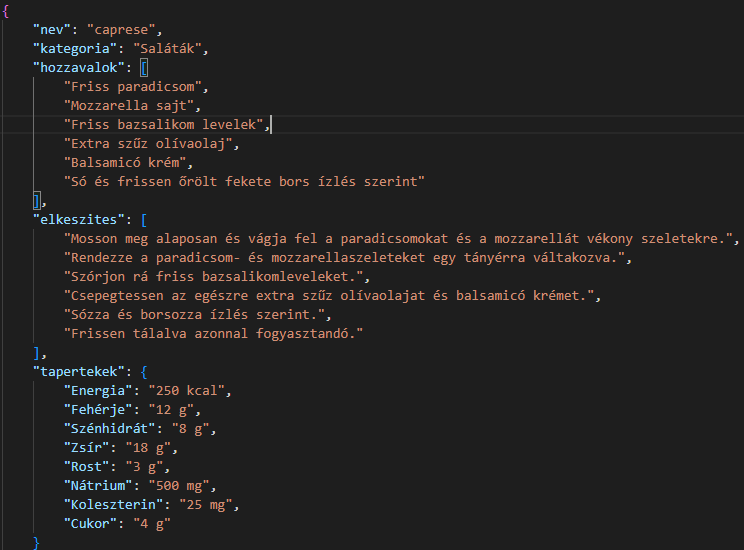 {
"nev": "caprese",
"kategoria": "Saláták",
"hozzavalok": [
"Friss paradicsom",
"Mozzarella sajt",
"Friss bazsalikom levelek",
"Extra szűz olívaolaj",
"Balsamicó krém",
"Só és frissen őrölt fekete bors ízlés szerint"
],
"elkeszites": [
"Mosson meg alaposan és vágja fel a paradicsomokat és a mozzarellát vékony szeletekre.",
"Rendezze a paradicsom- és mozzarellaszeleteket egy tányérra váltakozva.",
"Szórjon rá friss bazsalikomleveleket.",
"Csepegtessen az egészre extra szűz olívaolajat és balsamicó krémet.",
"Sózza és borsozza ízlés szerint.",
"Frissen tálalva azonnal fogyasztandó."
],
"tapertekek": {
"Energia": "250 kcal",
"Fehérje": "12 g",
"Szénhidrát": "8 g",
"Zsír": "18 g",
"Rost": "3 g",
"Nátrium": "500 mg",
"Koleszterin": "25 mg",
"Cukor": "4 g"
}